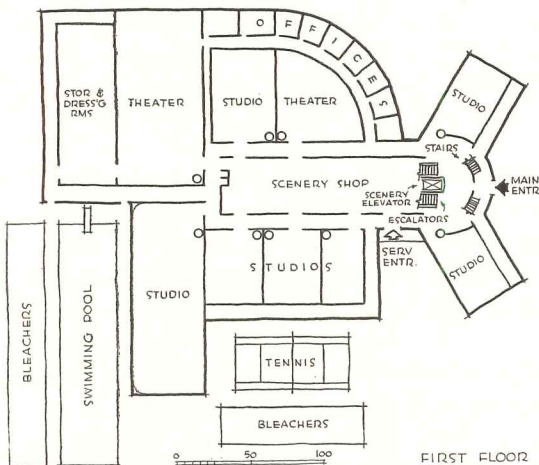 OFFICES
STOR &
DRESS'G
RMS
THEATER
STUDIO
THEATER
STUDIO
STAIRS
MAIN
ENTR.
SCENERY SHOP
SCENERY
ELEVATOR
ESCALATORS
SERV
ENTR.
STUDIOS
STUDIO
STUDIO
BLEACHERS
SWIMMING POOL
TENNIS
BLEACHERS
0 50 100
FIRST FLOOR